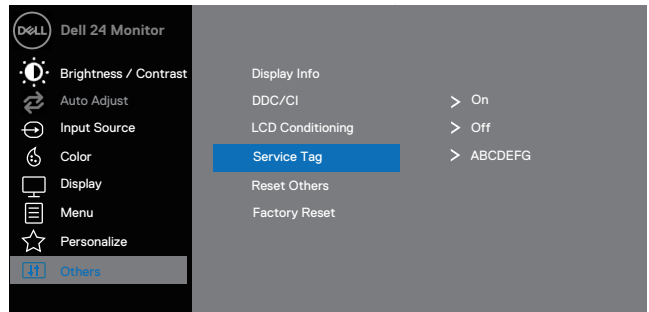 DELL Dell 24 Monitor
Brightness / Contrast Display Info
Auto Adjust DDC/CI > On
Input Source LCD Conditioning > Off
Color Service Tag > ABCDEFG
Display Reset Others
Menu Factory Reset
Personalize
Others